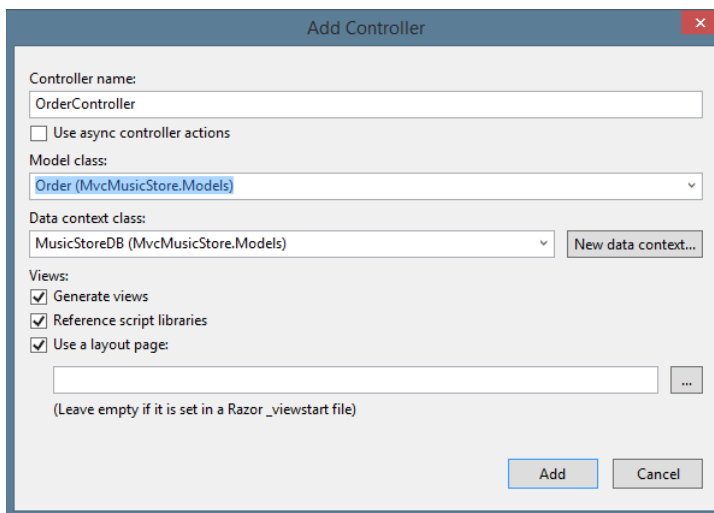 Add Controller
Controller name:
OrderController
Use async controller actions
Model class:
Order (MvcMusicStore.Models)
Data context class:
MusicStoreDB (MvcMusicStore.Models)
New data context...
Views:
Generate views
Reference script libraries
Use a layout page:
...
(Leave empty if it is set in a Razor _viewstart file)
Add
Cancel